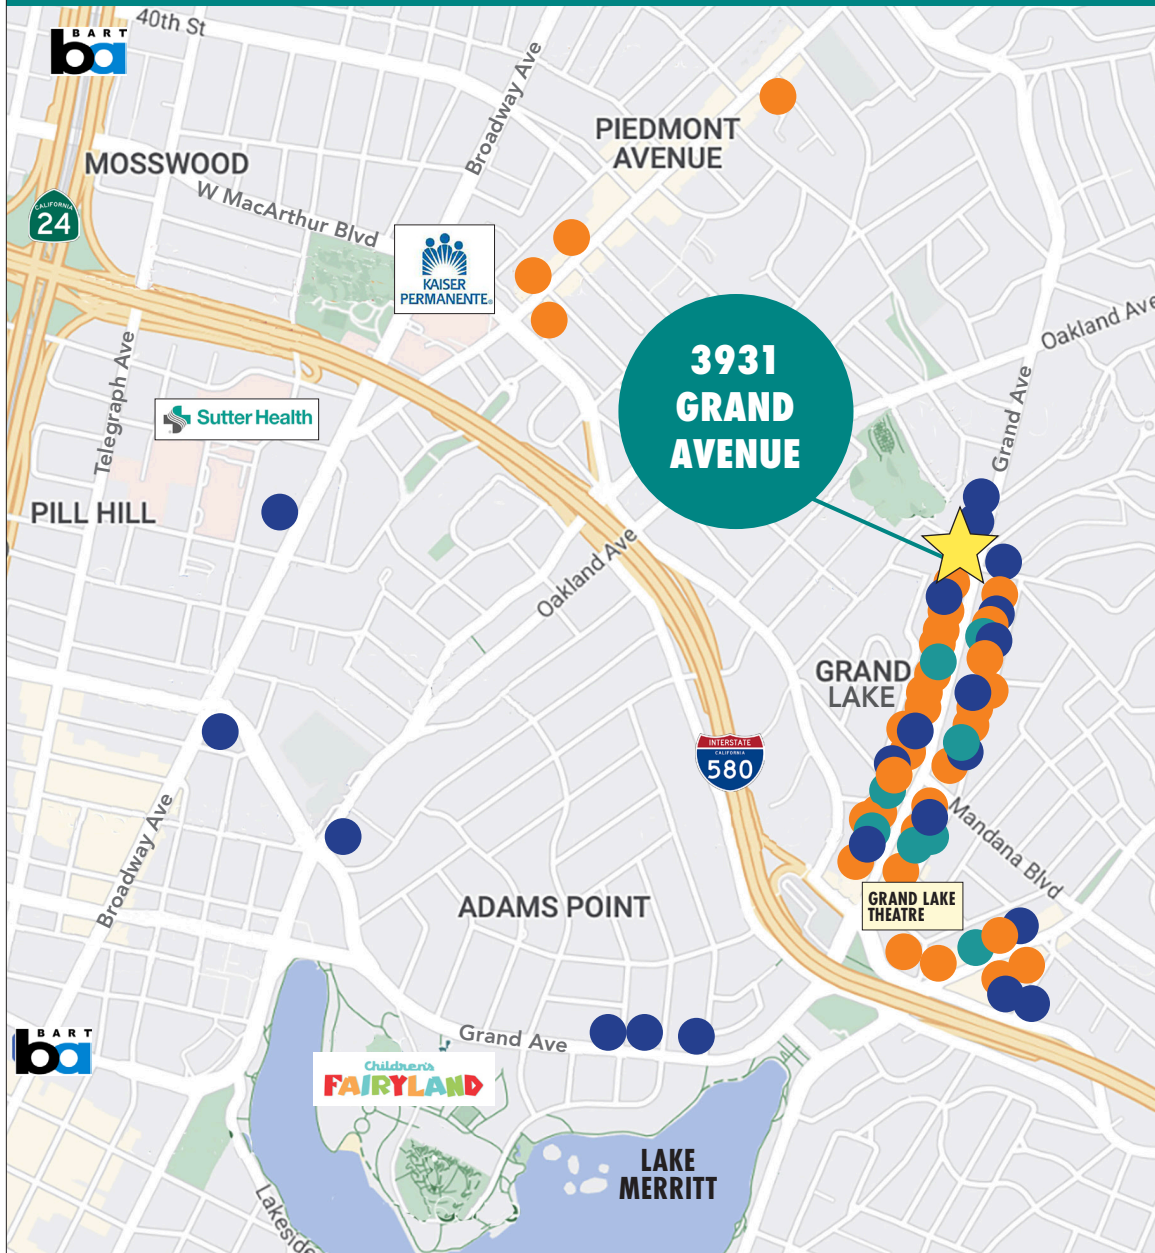 40th St
BART
ba
Broadway Ave
PIEDMONT
AVENUE
MOSSWOOD
W MacArthur Blvd
CALIFORNIA
24
KAISER
PERMANENTE®
Oakland Ave
3931
GRAND
AVENUE
Telegraph Ave
Grand Ave
Sutter Health
PILL HILL
Oakland Ave
GRAND
LAKE
INTERSTATE
CALIFORNIA
580
Broadway Ave
Mandana Blvd
ADAMS POINT
GRAND LAKE
THEATRE
BART
ba
Grand Ave
Children's
FAIRYLAND
LAKE
MERRITT
Lakeside